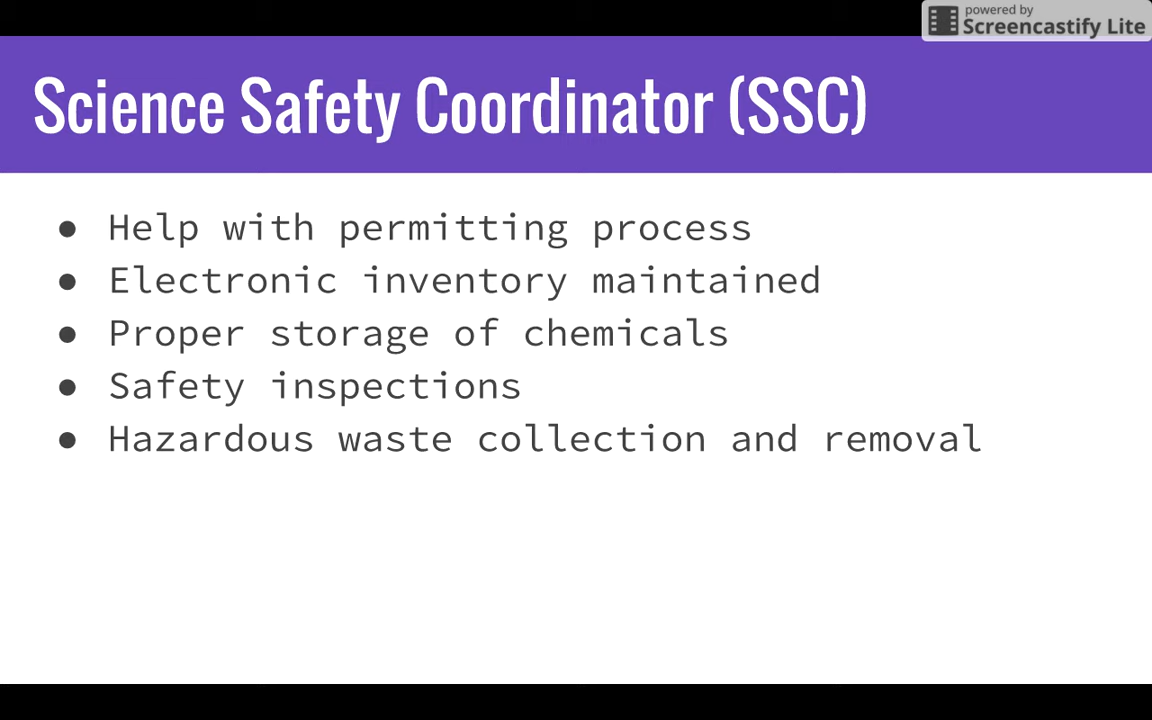 powered by
Screencastify Lite
Science Safety Coordinator (SSC)
● Help with permitting process
● Electronic inventory maintained
● Proper storage of chemicals
● Safety inspections
● Hazardous waste collection and removal